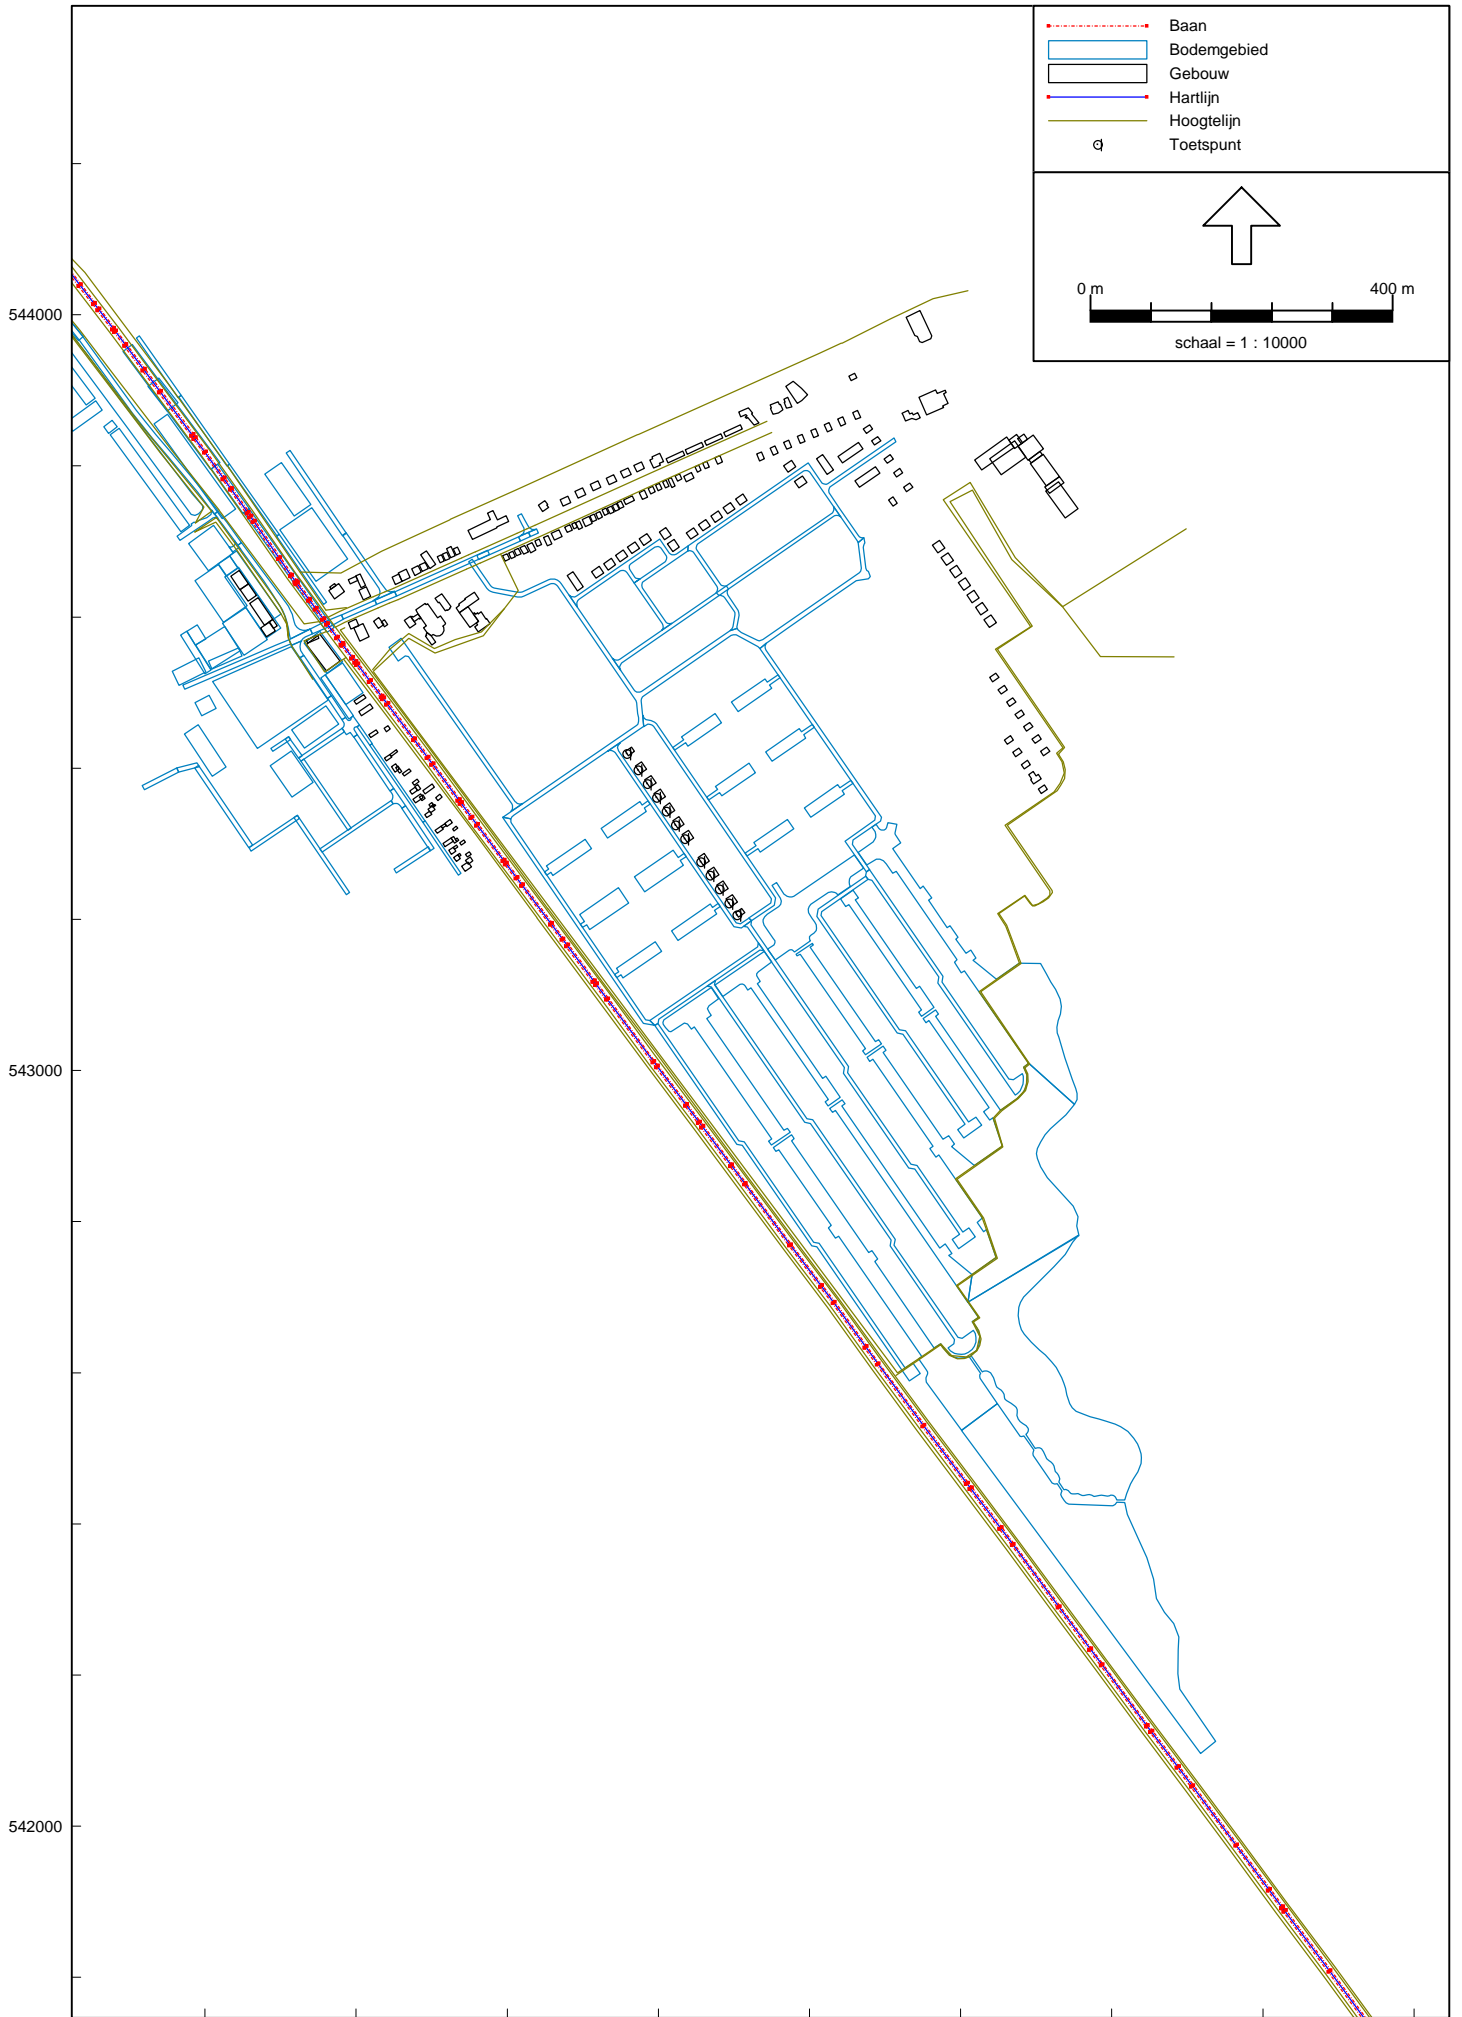 Baan
Bodemgebied
Gebouw
Hartlijn
Hoogtelijn
Toetspunt
0 m 400 m
schaal = 1 : 10000
544000
543000
542000